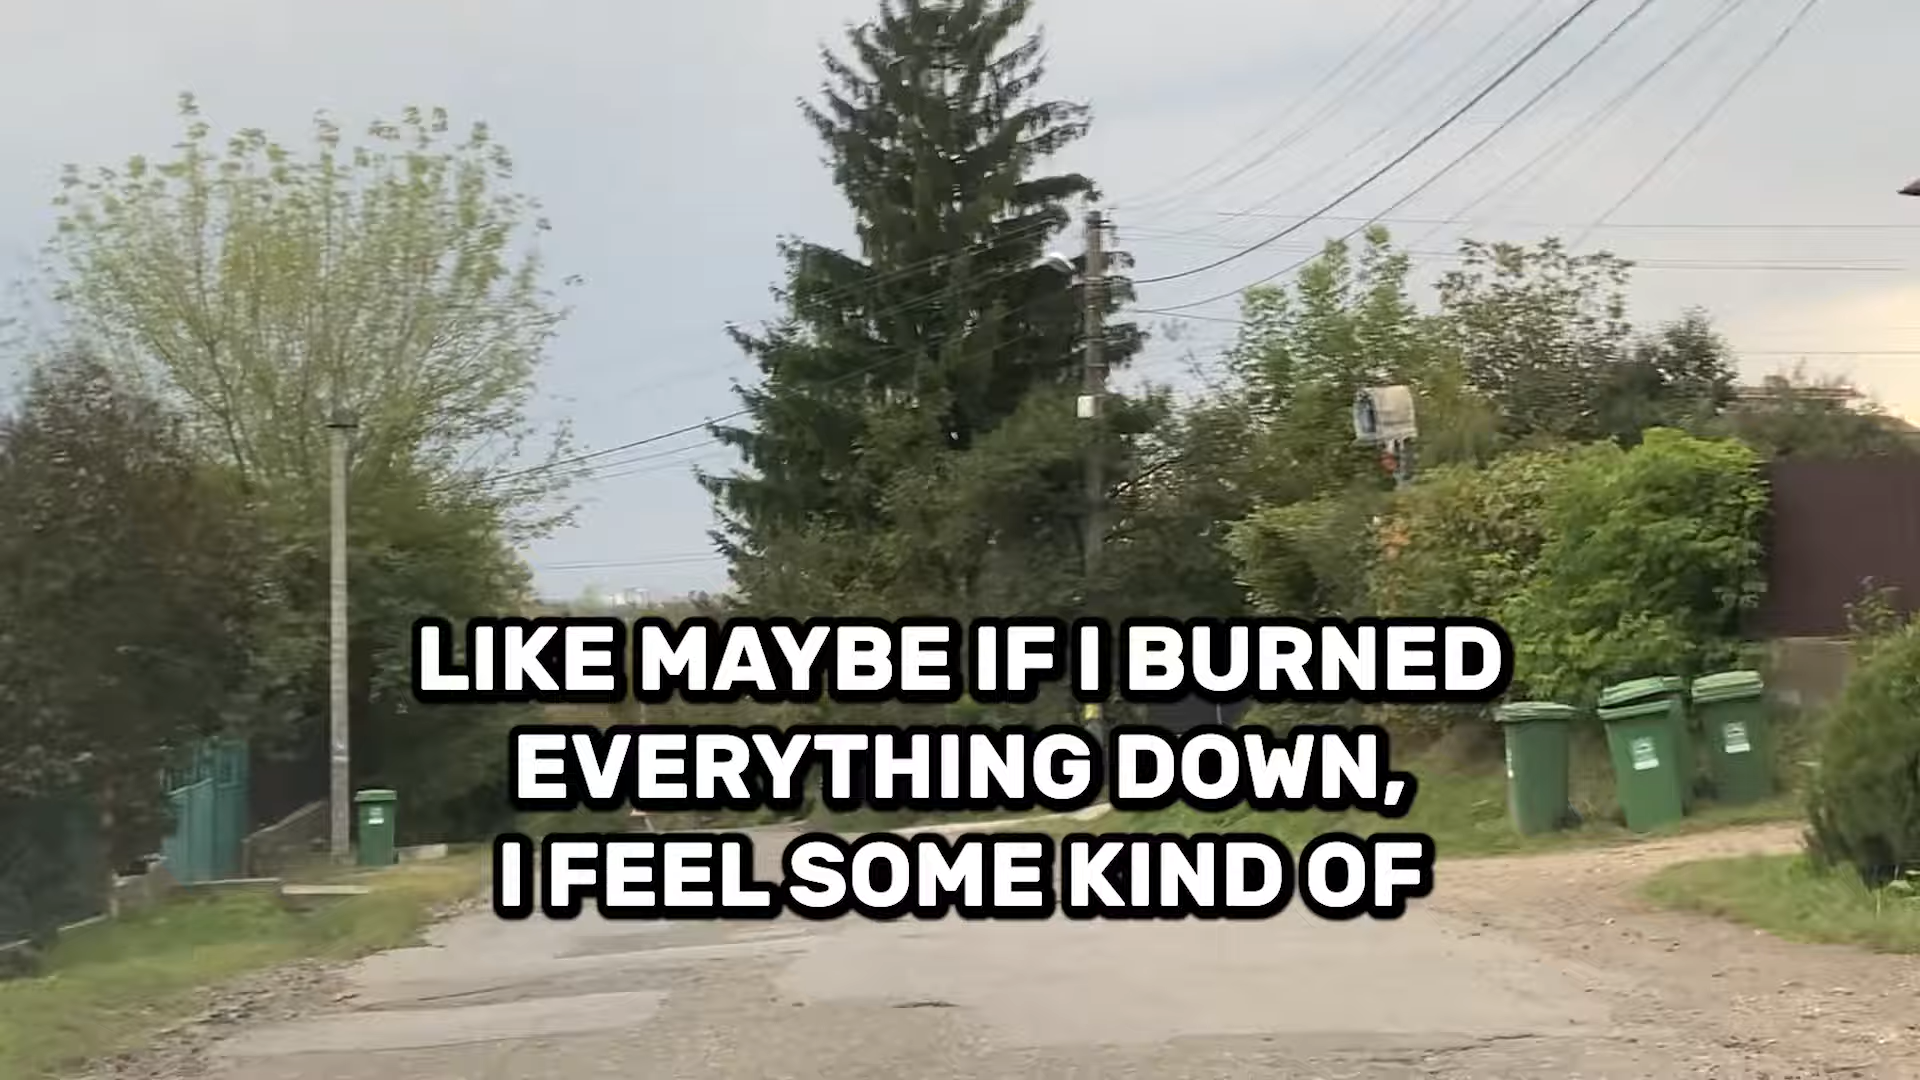 LIKE MAYBE IF I BURNED
EVERYTHING DOWN,
I FEEL SOME KIND OF